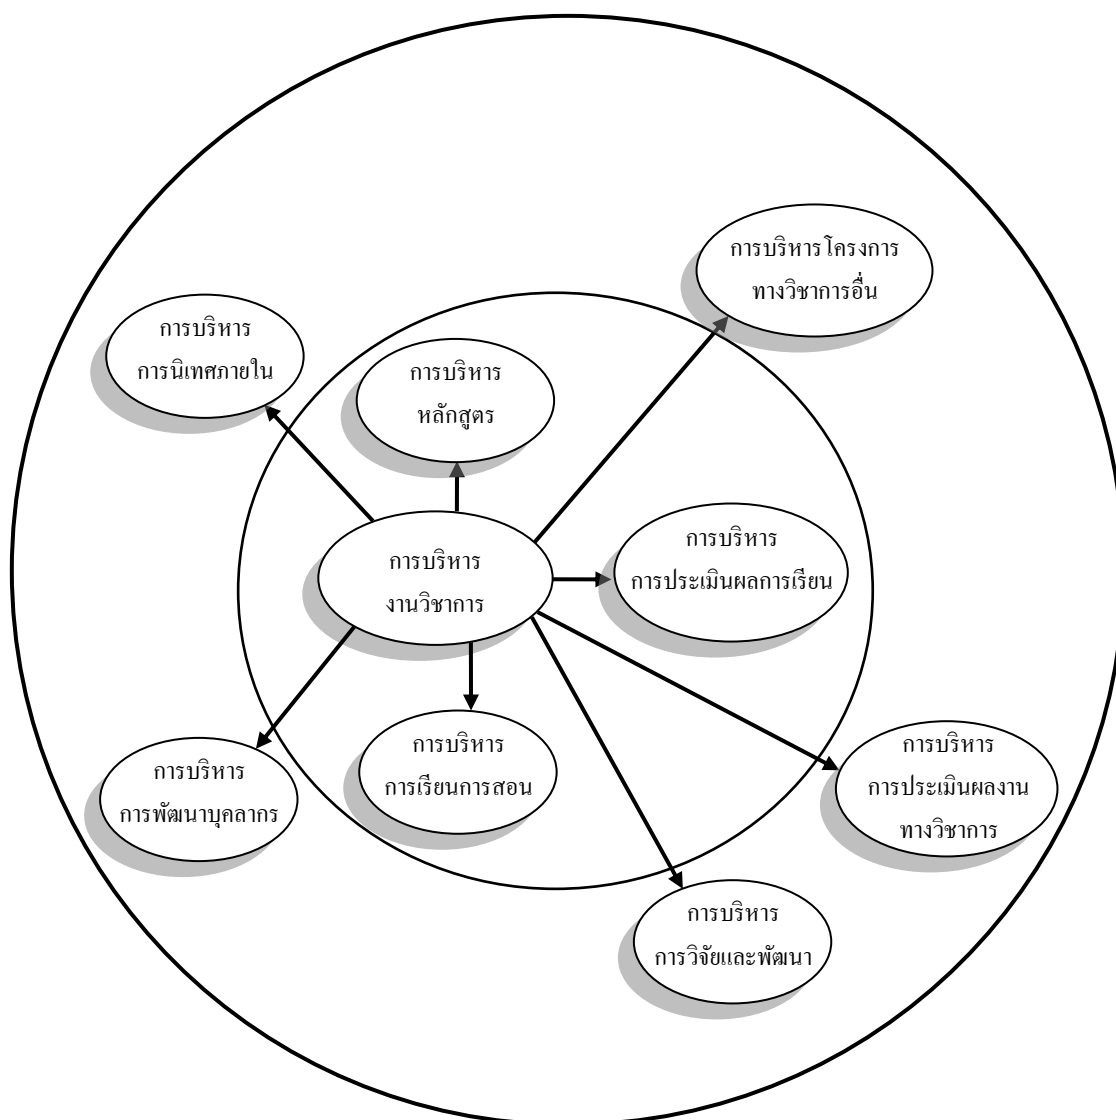 การบริหารโครงการ
ทางวิชาการอื่น
การบริหาร
การนิเทศภายใน
การบริหาร
หลักสูตร
การบริหาร
การประเมินผลการเรียน
การบริหาร
งานวิชาการ
การบริหาร
การเรียนการสอน
การบริหาร
การพัฒนาบุคลากร
การบริหาร
การประเมินผลงาน
ทางวิชาการ
การบริหาร
การวิจัยและพัฒนา